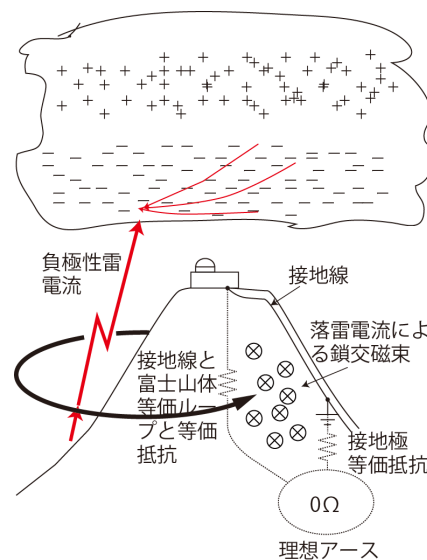 負極性雷
電流
接地線
落雷電流によ
る鎖交磁束
接地線と
富士山体
等価ルー
プと等価
抵抗
接地極
等価抵抗
0Ω
理想アース